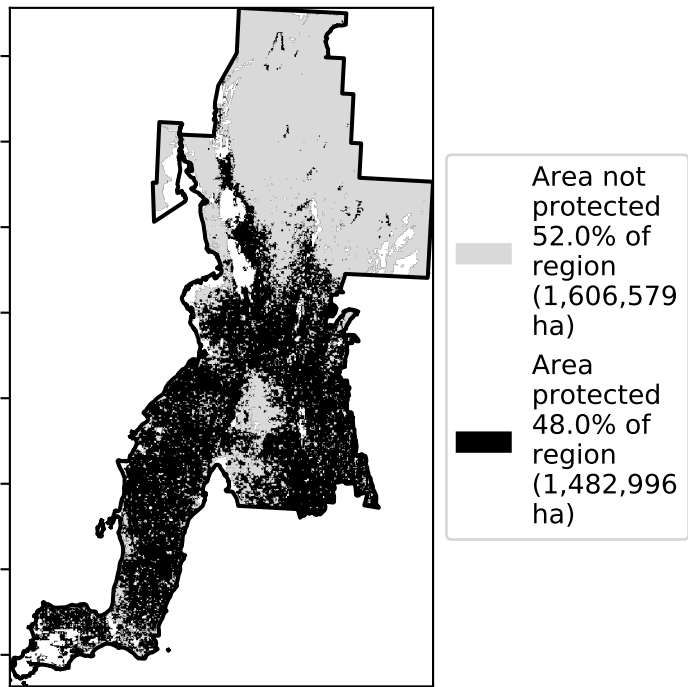 Area not
protected
52.0% of
region
(1,606,579
ha)
Area
protected
48.0% of
region
(1,482,996
ha)